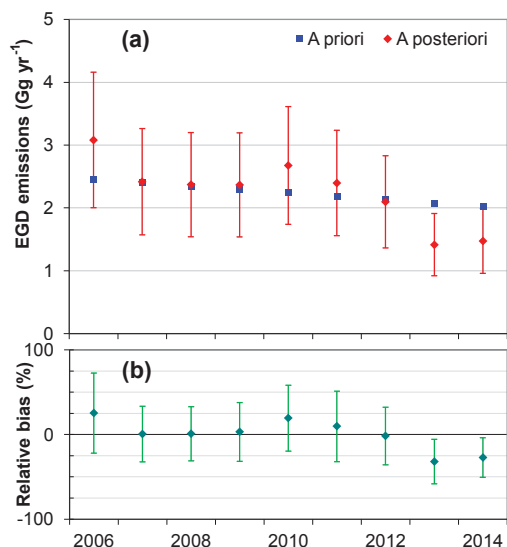 (a)
A priori
A posteriori
EGD emissions (Gg yr-1)
5
4
3
2
1
0
(b)
Relative bias (%)
100
0
-100
2006 2008 2010 2012 2014